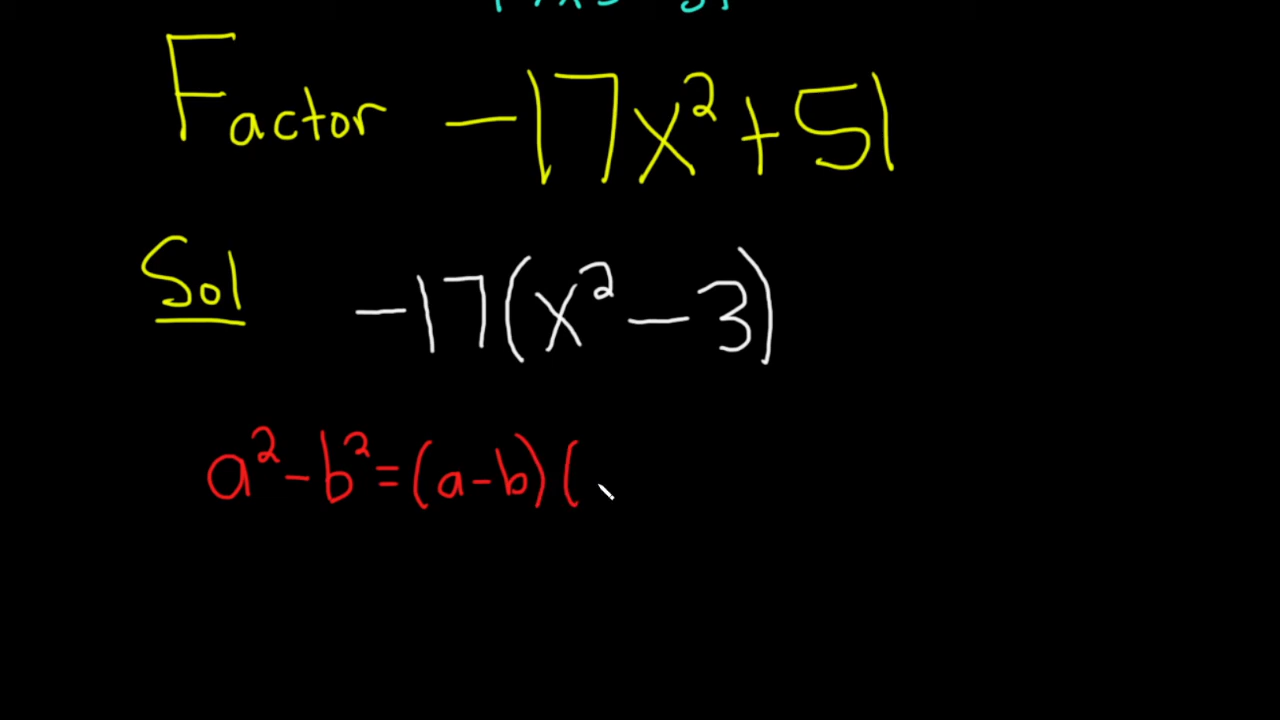 Factor -17x² + 51
Sol -17(x² - 3)
a² - b² = (a - b)(